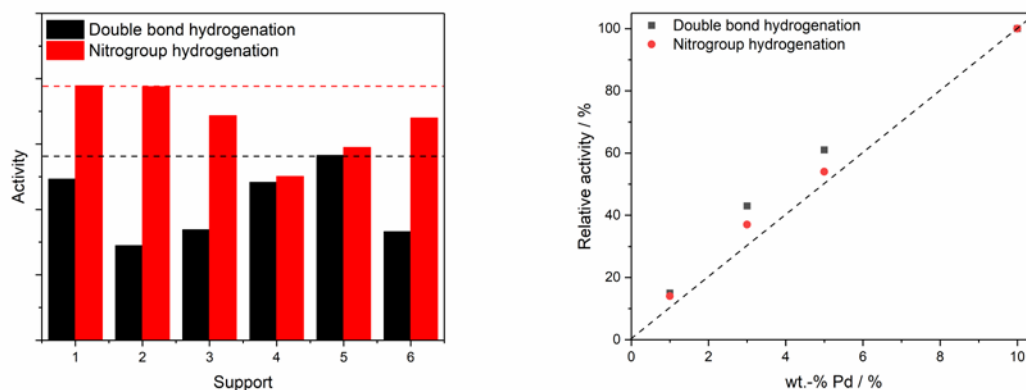 Double bond hydrogenation
Nitrogroup hydrogenation
Activity
1 2 3 4 5 6
Support
Double bond hydrogenation
Nitrogroup hydrogenation
Relative activity / %
100
80
60
40
20
0
0 2 4 6 8 10
wt.-% Pd / %